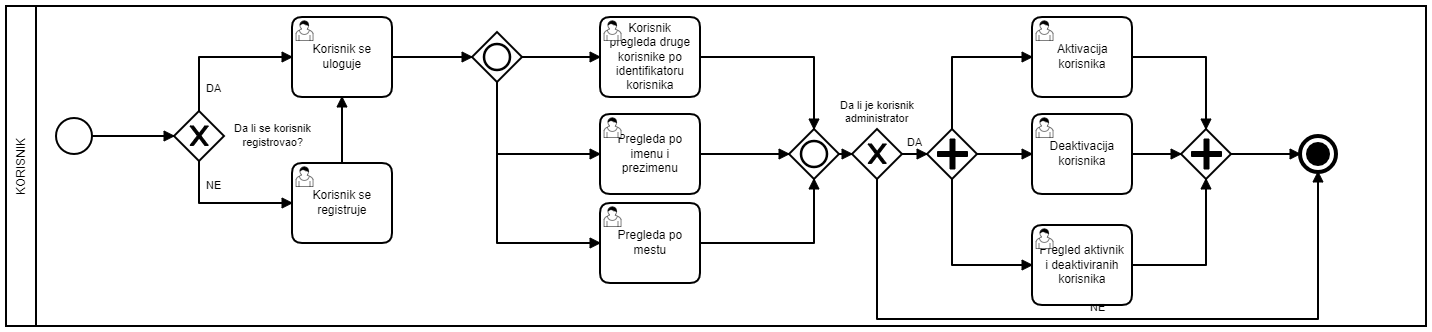 KORISNIK
DA
Da li se korisnik
registrovao?
NE
Korisnik se
uloguje
Korisnik se
registruje
Korisnik
pregleda druge
korisnike po
identifikatoru
korisnika
Pregleda po
imenu i
prezimenu
Pregleda po
mestu
Da li je korisnik
administrator
DA
NE
Aktivacija
korisnika
Deaktivacija
korisnika
Pregled aktivnik
i deaktiviranih
korisnika